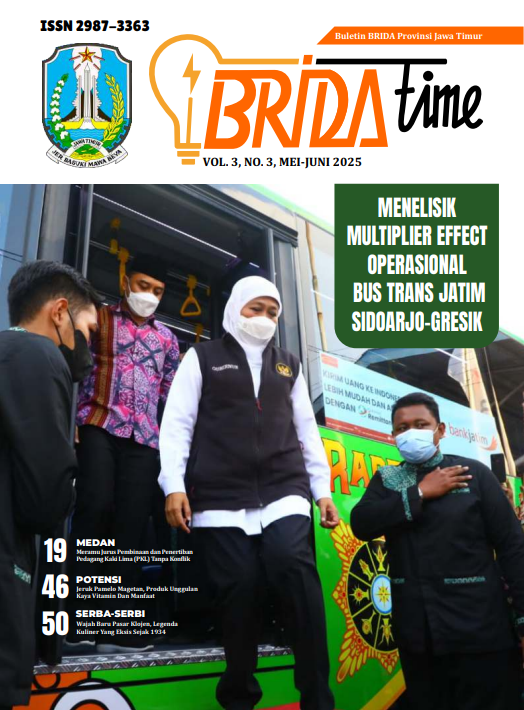 ISSN 2987-3363
Buletin BRIDA Provinsi Jawa Timur
BRIDA time
JAWA TIMUR
JER BASUKI MAWA BEYA
VOL. 3, NO. 3, MEI-JUNI 2025
MENELISIK
MULTIPLIER EFFECT
OPERASIONAL
BUS TRANS JATIM
SIDOARJO-GRESIK
KIRIM UANG KE INDONESIA
LEBIH MUDAH DAN
DENGAN
bankjatim
19 MEDAN
Meramu Jurus Pembinaan dan Penertiban
Pedagang Kaki Lima (PKL) Tanpa Konflik
46 POTENSI
Jeruk Pamelo Magetan, Produk Unggulan
Kaya Vitamin Dan Manfaat
50 SERBA-SERBI
Wajah Baru Pasar Klojen, Legenda
Kuliner Yang Eksis Sejak 1934